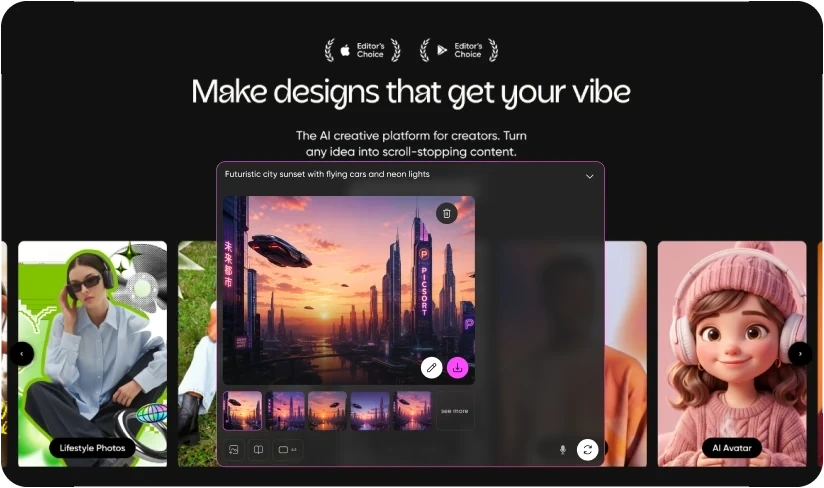 Editor's
Choice
Editor's
Choice
Make designs that get your vibe
The AI creative platform for creators. Turn
any idea into scroll-stopping content.
Futuristic city sunset with flying cars and neon lights
未来都市
P
PICSORT
P
see more
Lifestyle Photos
AI Avatar